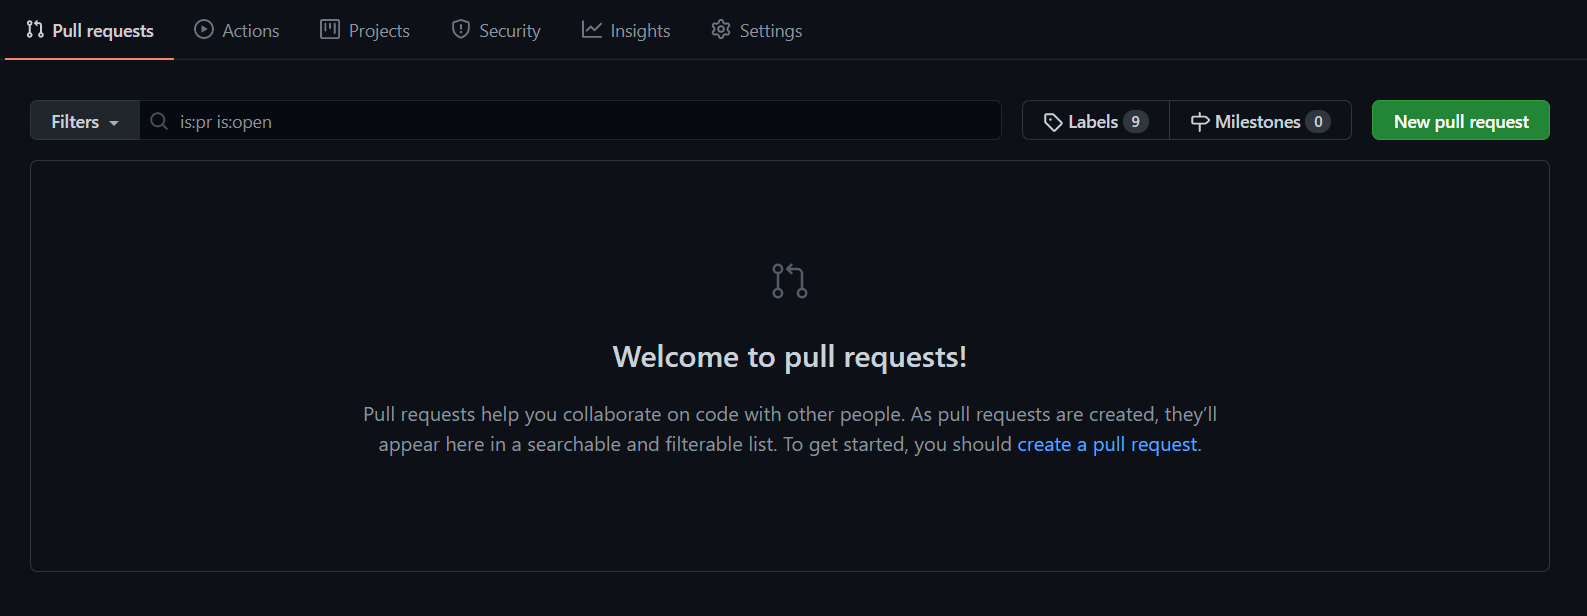 Pull requests Actions Projects Security Insights Settings
Filters is:pr is:open Labels 9 Milestones 0 New pull request
Welcome to pull requests!
Pull requests help you collaborate on code with other people. As pull requests are created, they’ll
appear here in a searchable and filterable list. To get started, you should create a pull request.